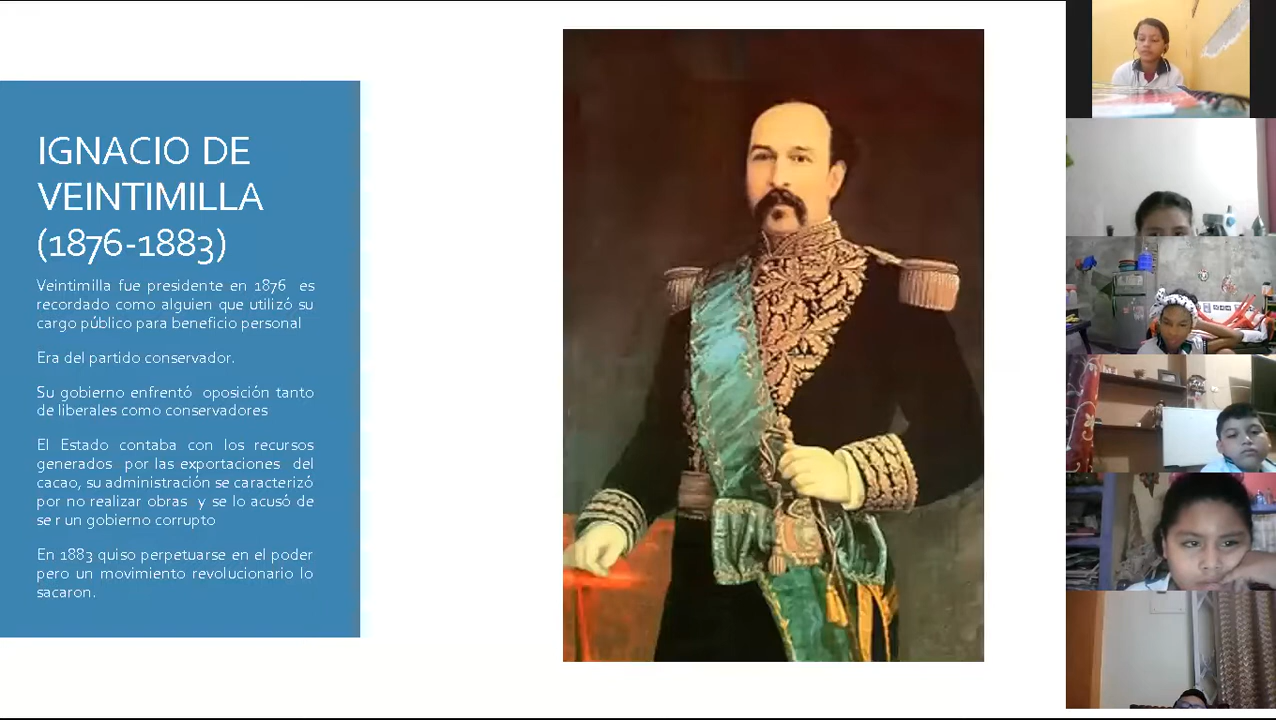 IGNACIO DE
VEINTIMILLA
(1876-1883)
Veintimilla fue presidente en 1876 es
recordado como alguien que utilizó su
cargo público para beneficio personal
Era del partido conservador.
Su gobierno enfrentó oposición tanto
de liberales como conservadores
El Estado contaba con los recursos
generados por las exportaciones del
cacao, su administración se caracterizó
por no realizar obras y se lo acusó de
se r un gobierno corrupto
En 1883 quiso perpetuarse en el poder
pero un movimiento revolucionario lo
sacaron.